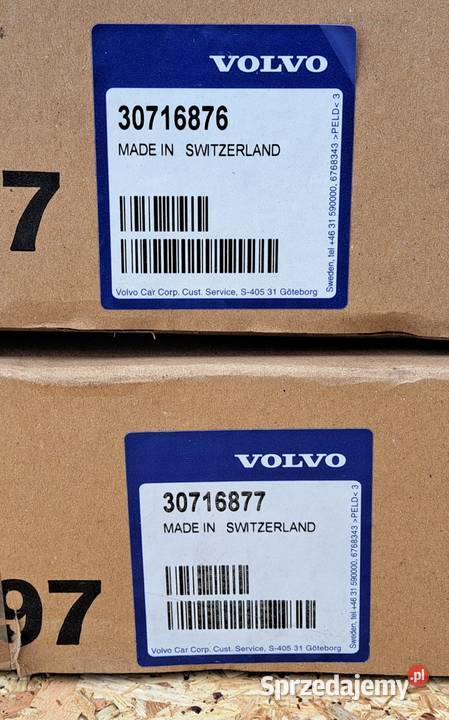 VOLVO
30716876
MADE IN SWITZERLAND
Volvo Car Corp. Cust. Service, S-405 31 Göteborg
Sweden, tel +46 31 590000, 6768343 >PELD< 3
7
VOLVO
30716877
MADE IN SWITZERLAND
Volvo Car Corp. Cust. Service, S-405 31 Göteborg
Sweden, tel +46 31 590000, 6768343 >PELD< 3
97
Sprzedajemy.pl